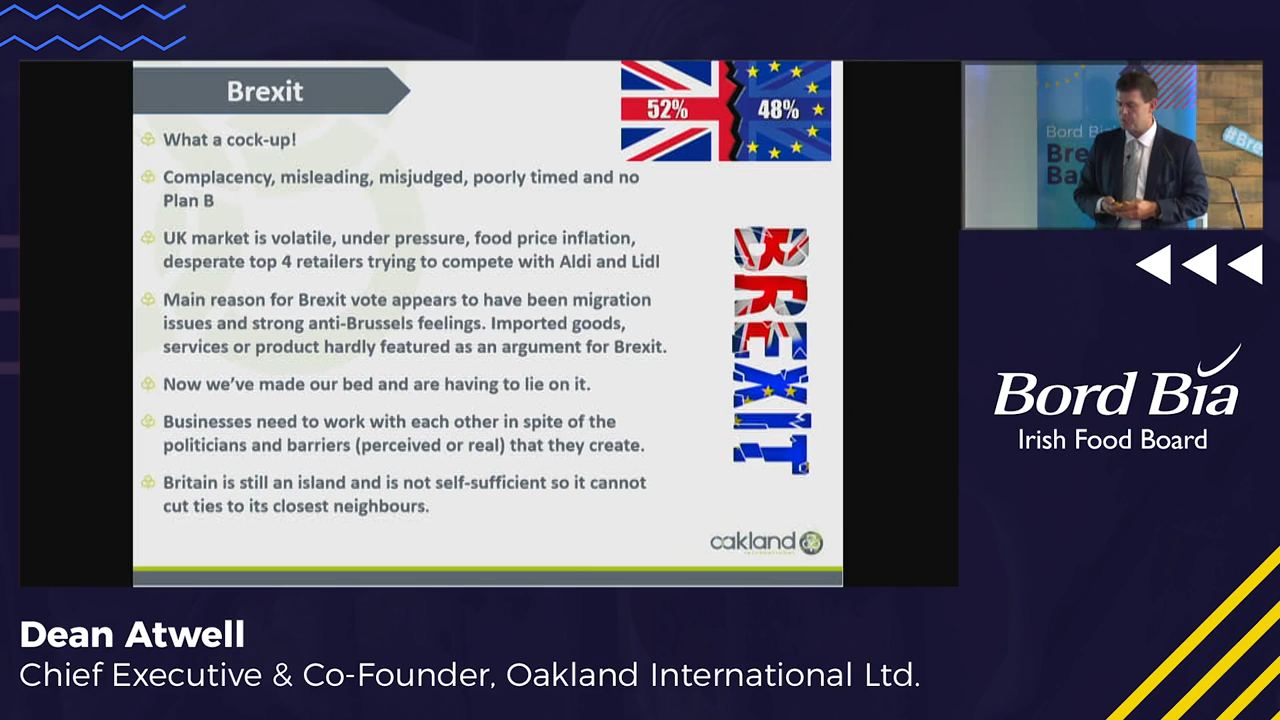 Brexit
52%
48%
What a cock-up!
Complacency, misleading, misjudged, poorly timed and no
Plan B
UK market is volatile, under pressure, food price inflation,
desperate top 4 retailers trying to compete with Aldi and Lidl
Main reason for Brexit vote appears to have been migration
issues and strong anti-Brussels feelings. Imported goods,
services or product hardly featured as an argument for Brexit.
Now we’ve made our bed and are having to lie on it.
Businesses need to work with each other in spite of the
politicians and barriers (perceived or real) that they create.
Britain is still an island and is not self-sufficient so it cannot
cut ties to its closest neighbours.
BREXIT
oakland
INTERNATIONAL
Bord Bi
Bre
Ba
#Bre
Bord Bia
Irish Food Board
Dean Atwell
Chief Executive & Co-Founder, Oakland International Ltd.